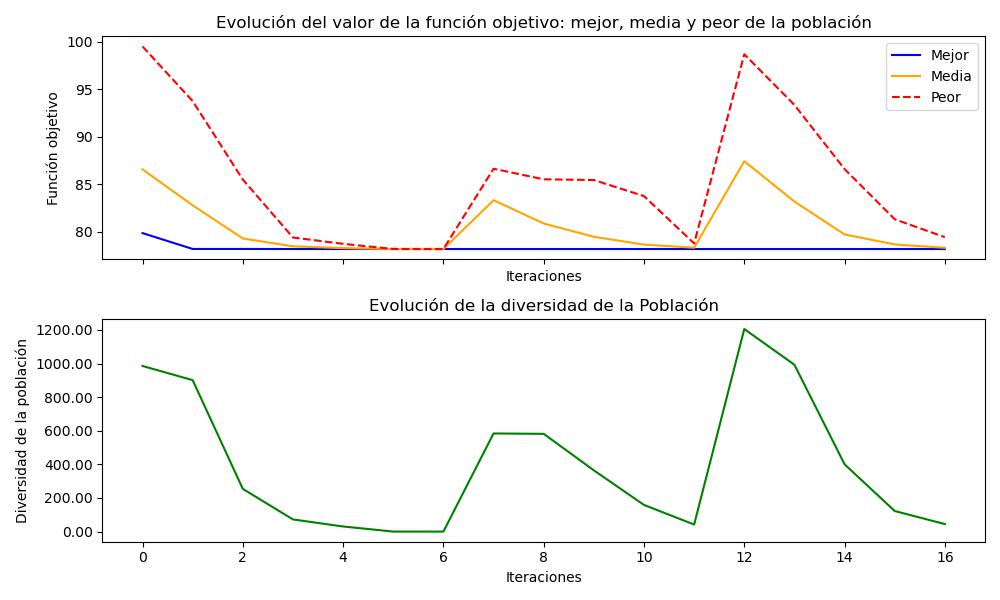 Evolución del valor de la función objetivo: mejor, media y peor de la población
Función objetivo
100
95
90
85
80
Mejor
Media
Peor
Iteraciones
Evolución de la diversidad de la Población
Diversidad de la población
1200.00
1000.00
800.00
600.00
400.00
200.00
0.00
0 2 4 6 8 10 12 14 16
Iteraciones